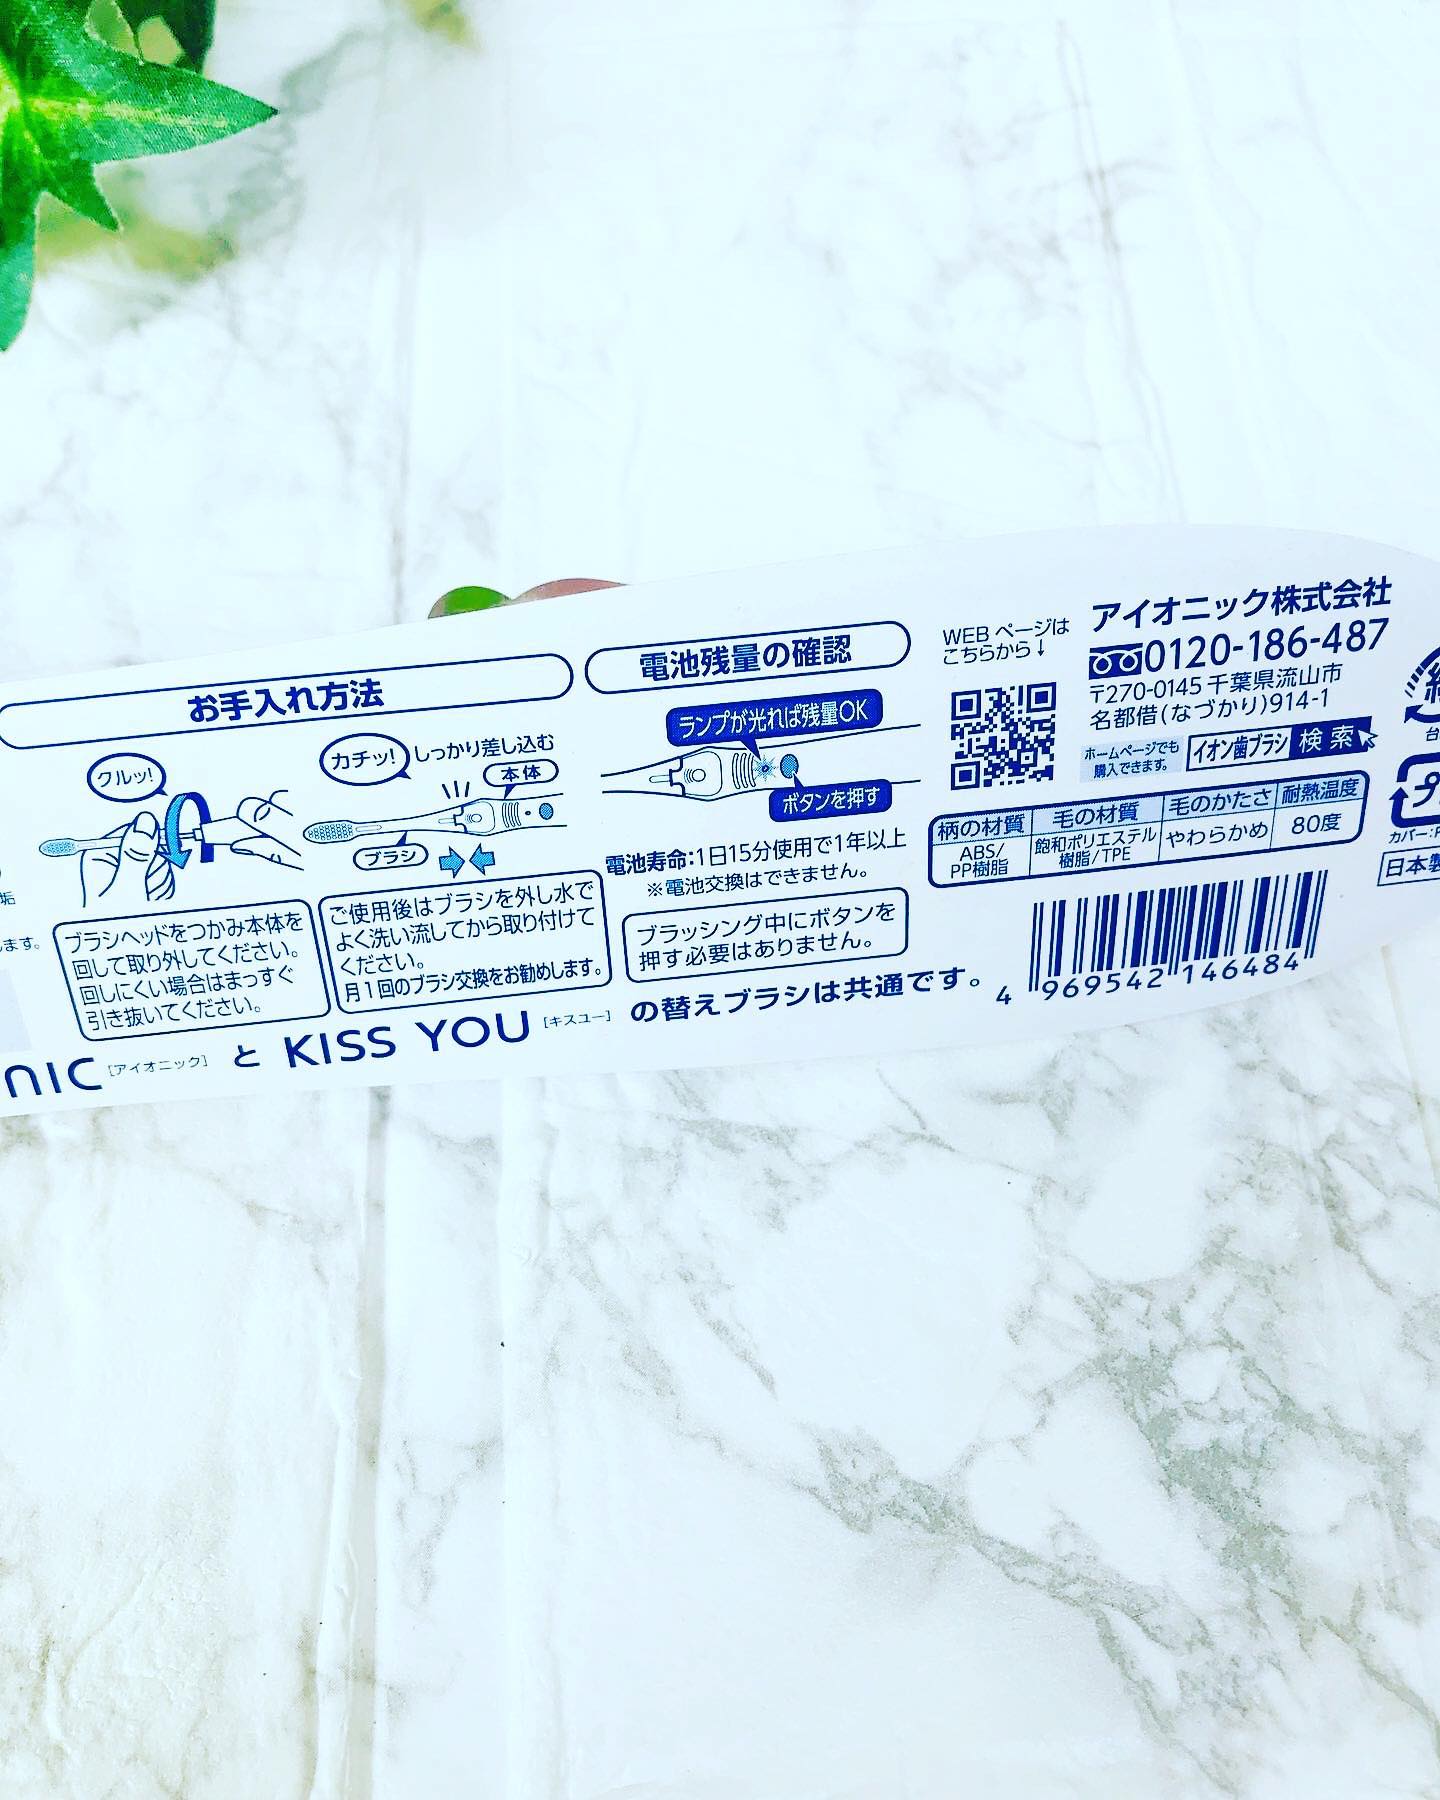 お手入れ方法
クルッ!
カチッ!
しっかり差し込む
本体
ブラシ
ブラシヘッドをつかみ本体を
回して取り外してください。
回しにくい場合はまっすぐ
引き抜いてください。
ご使用後はブラシを外し水で
よく洗い流してから取り付けて
ください。
月1回のブラシ交換をお勧めします。
電池残量の確認
ランプが光れば残量OK
ボタンを押す
電池寿命:1日15分使用で1年以上
※電池交換はできません。
ブラッシング中にボタンを
押す必要はありません。
NIC [アイオニック] と KISS YOU [キスユー] の替えブラシは共通です。
WEB ページは
こちらから↓
アイオニック株式会社
0120-186-487
〒270-0145 千葉県流山市
名都借(なづかり)914-1
ホームページでも
購入できます。
イオン歯ブラシ 検索
柄の材質 毛の材質 毛のかたさ 耐熱温度
ABS/
PP樹脂
飽和ポリエステル
樹脂/TPE
やわらかめ
80度
4 969542 146484
垢
ます。
台
プ
カバー:P
日本製